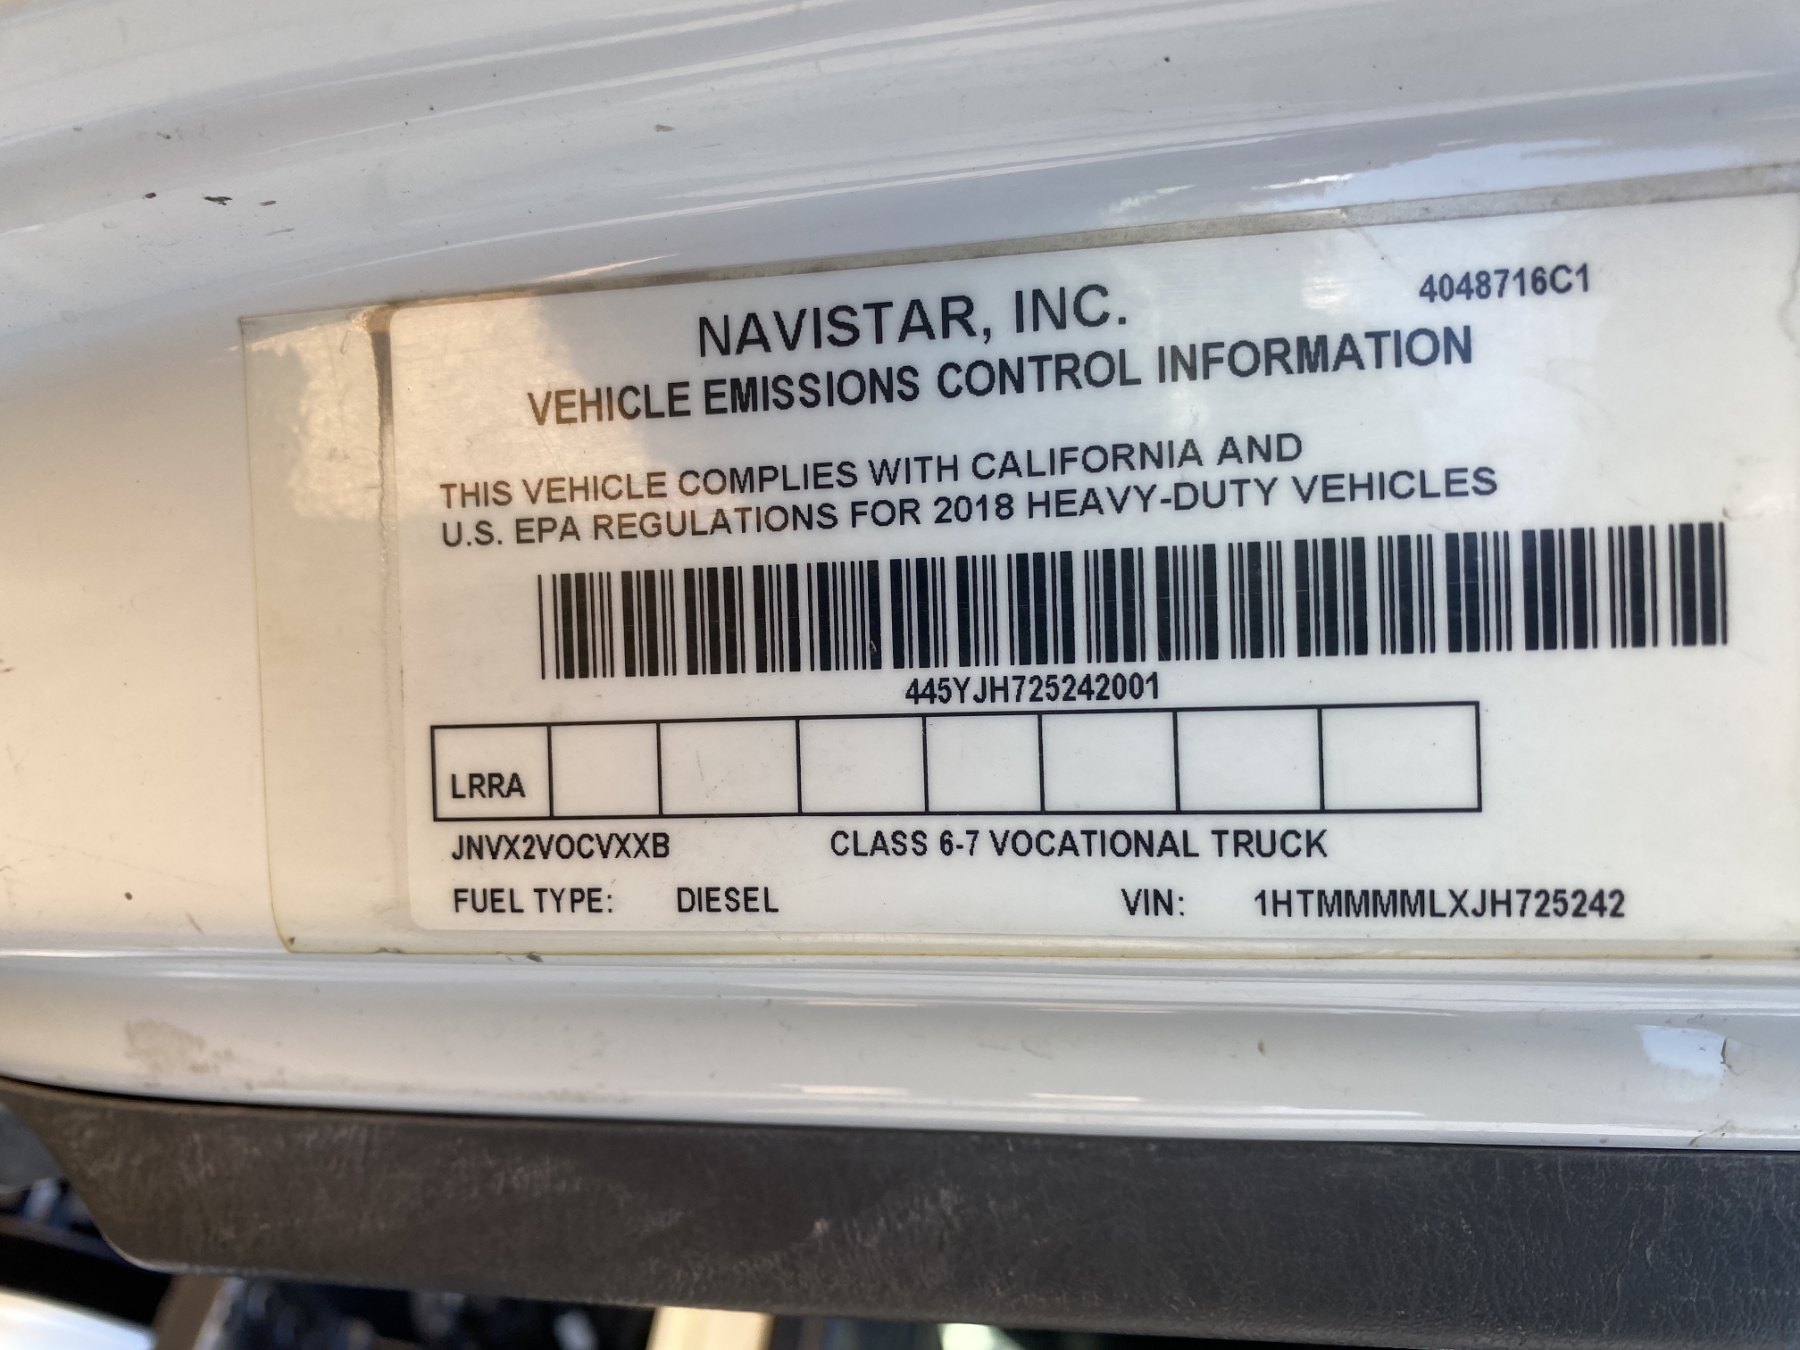 NAVISTAR, INC.
4048716C1
VEHICLE EMISSIONS CONTROL INFORMATION
THIS VEHICLE COMPLIES WITH CALIFORNIA AND
U.S. EPA REGULATIONS FOR 2018 HEAVY-DUTY VEHICLES
445YJH725242001
LRRA
JNVX2VOCVXXB CLASS 6-7 VOCATIONAL TRUCK
FUEL TYPE: DIESEL VIN: 1HTMMMMLXJH725242